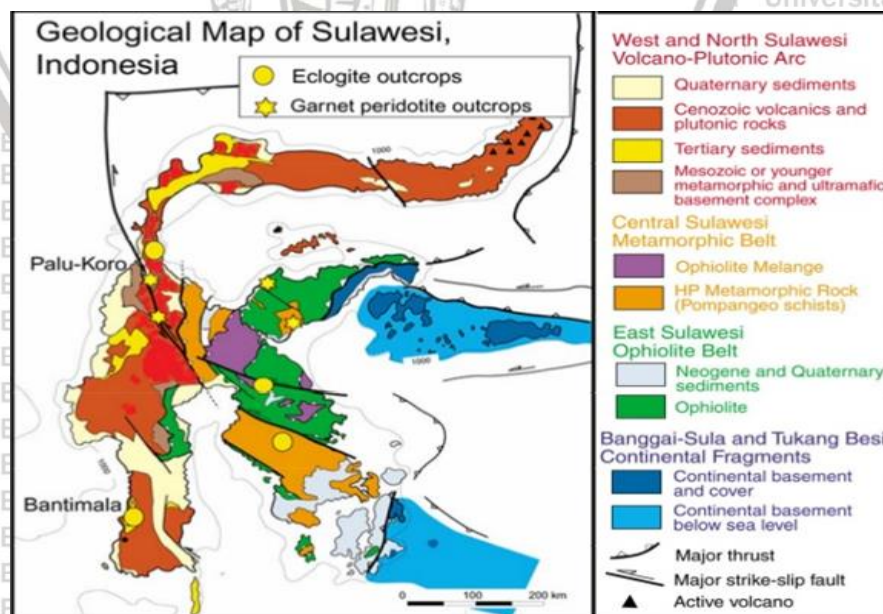 Université
Geological Map of Sulawesi,
Indonesia
Eclogite outcrops
Garnet peridotite outcrops
1000
Palu-Koro
1000
1000
Bantimala
0 100 200 km
West and North Sulawesi
Volcano-Plutonic Arc
Quaternary sediments
Cenozoic volcanics and
plutonic rocks
Tertiary sediments
Mesozoic or younger
metamorphic and ultramafic
basement complex
Central Sulawesi
Metamorphic Belt
Ophiolite Melange
HP Metamorphic Rock
(Pompangeo schists)
East Sulawesi
Ophiolite Belt
Neogene and Quaternary
sediments
Ophiolite
Banggai-Sula and Tukang Besi
Continental Fragments
Continental basement
and cover
Continental basement
below sea level
Major thrust
Major strike-slip fault
Active volcano